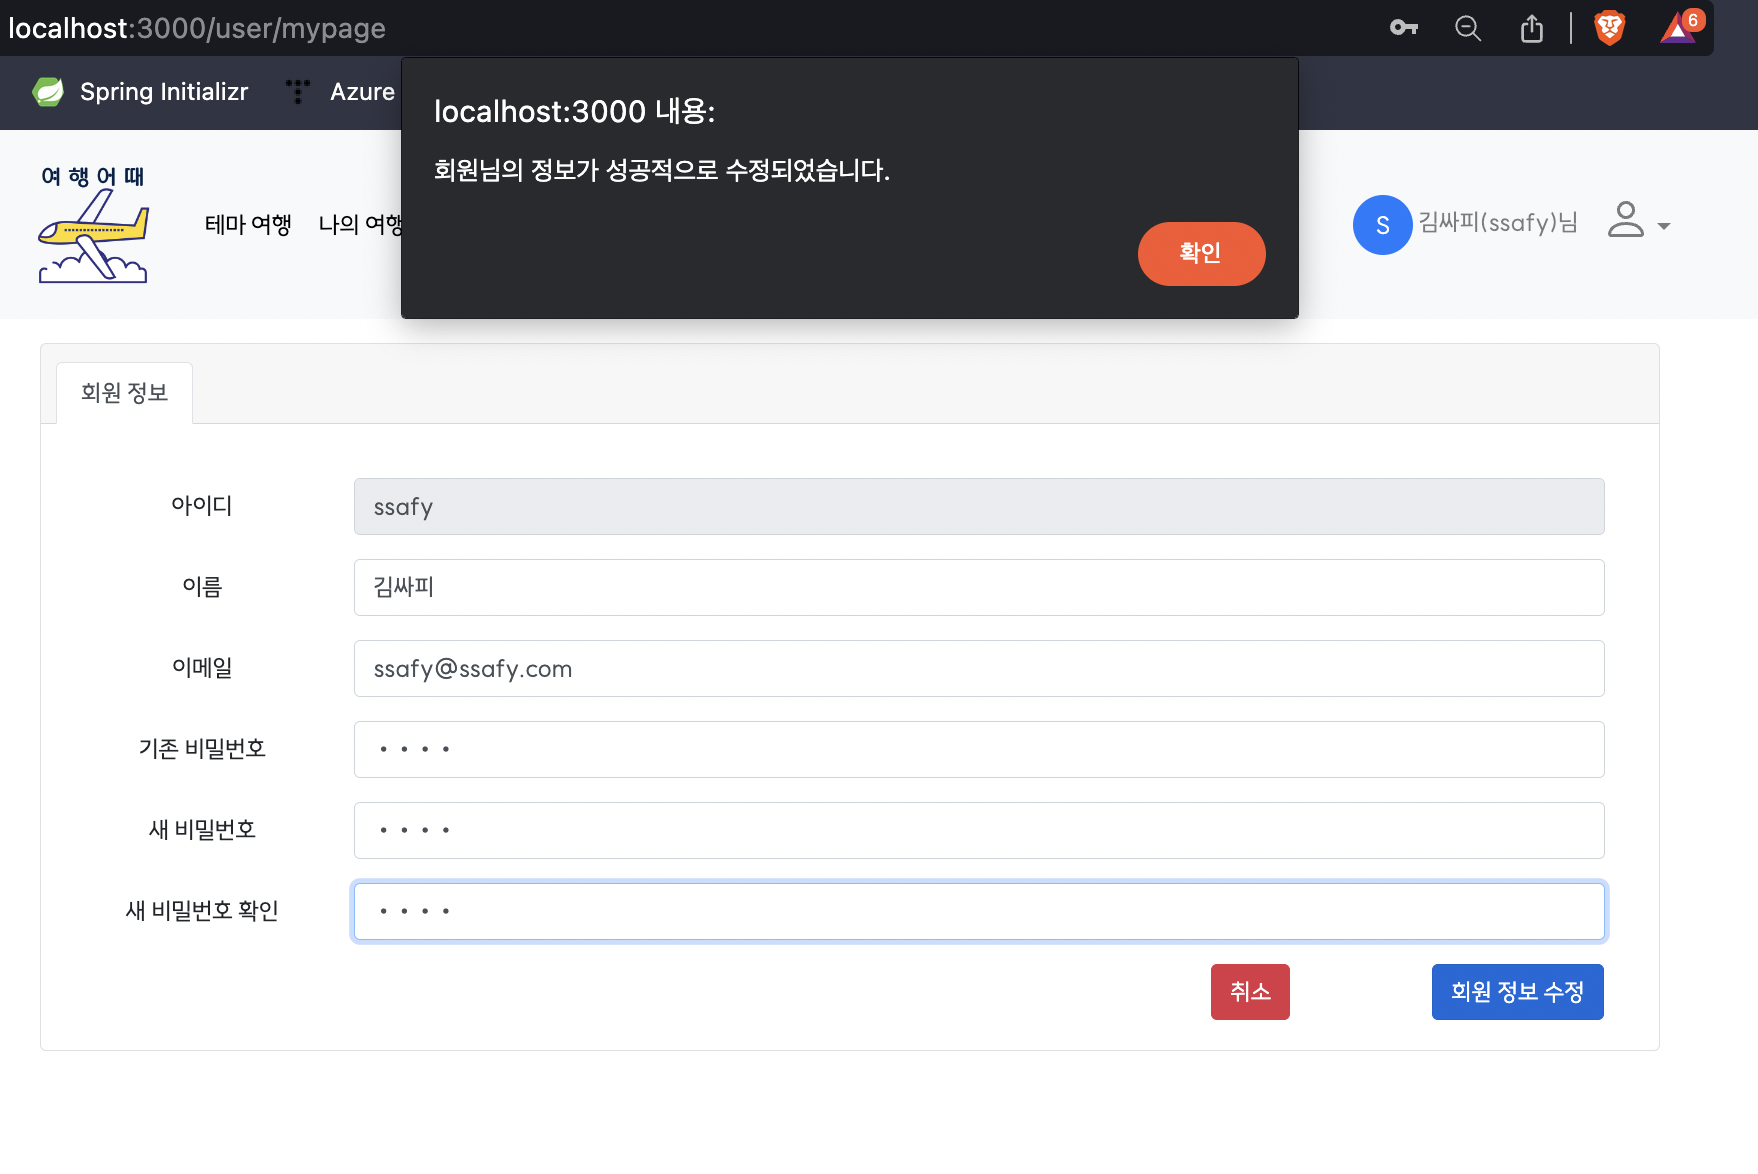 localhost:3000/user/mypage
6
Spring Initializr
Azure
localhost:3000 내용:
회원님의 정보가 성공적으로 수정되었습니다.
확인
여행어때
테마 여행
나의 여행
S
김싸피(ssafy)님
회원 정보
아이디
ssafy
이름
김싸피
이메일
ssafy@ssafy.com
기존 비밀번호
••••
새 비밀번호
••••
새 비밀번호 확인
••••
취소
회원 정보 수정